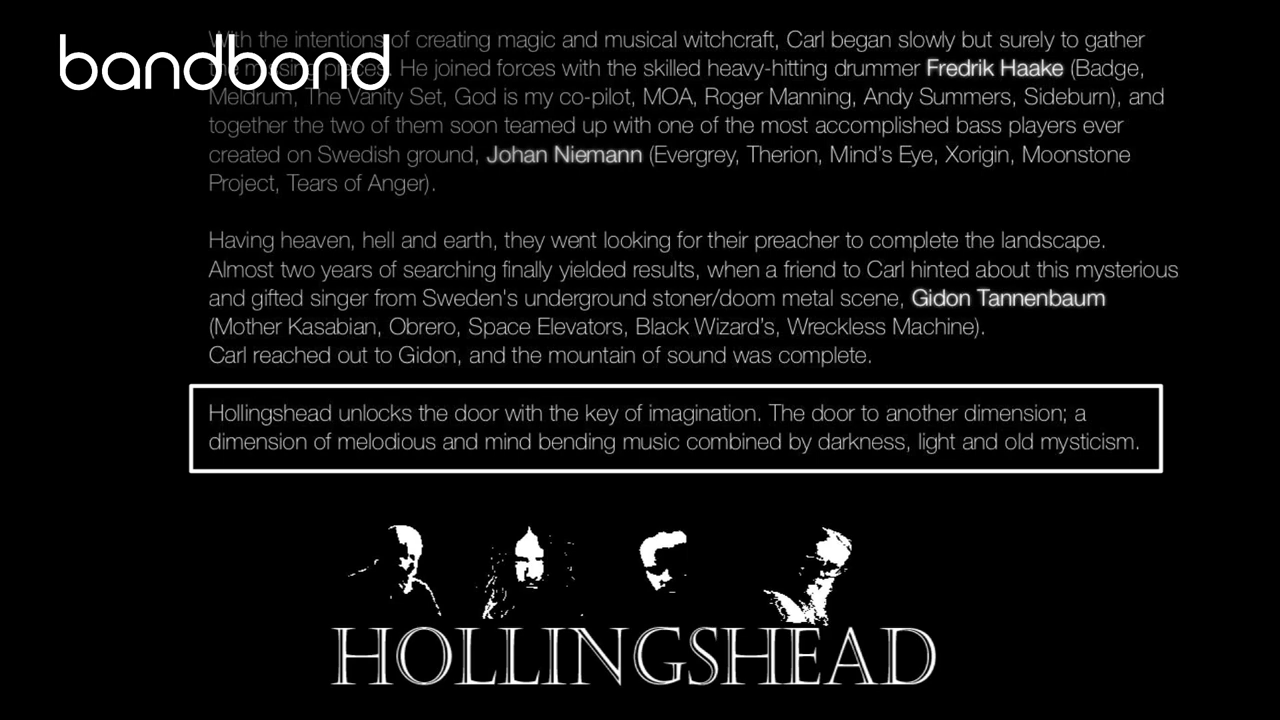 bandbond
With the intentions of creating magic and musical witchcraft, Carl began slowly but surely to gather
the missing pieces. He joined forces with the skilled heavy-hitting drummer Fredrik Haake (Badge,
Meldrum, The Vanity Set, God is my co-pilot, MOA, Roger Manning, Andy Summers, Sideburn), and
together the two of them soon teamed up with one of the most accomplished bass players ever
created on Swedish ground, Johan Niemann (Evergrey, Therion, Mind's Eye, Xorigin, Moonstone
Project, Tears of Anger).
Having heaven, hell and earth, they went looking for their preacher to complete the landscape.
Almost two years of searching finally yielded results, when a friend to Carl hinted about this mysterious
and gifted singer from Sweden's underground stoner/doom metal scene, Gidon Tannenbaum
(Mother Kasabian, Obrero, Space Elevators, Black Wizard's, Wreckless Machine).
Carl reached out to Gidon, and the mountain of sound was complete.
Hollingshead unlocks the door with the key of imagination. The door to another dimension; a
dimension of melodious and mind bending music combined by darkness, light and old mysticism.
HOLLINGSHEAD